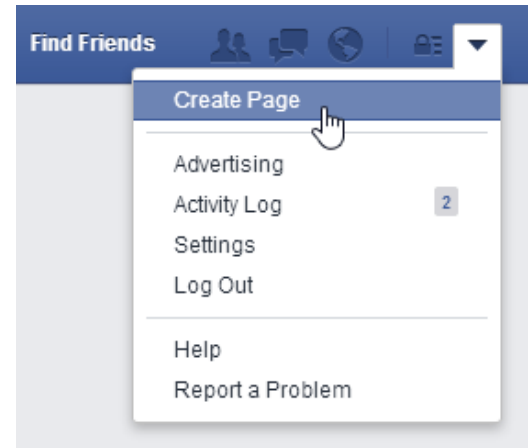 Find Friends
Create Page
Advertising
Activity Log 2
Settings
Log Out
Help
Report a Problem